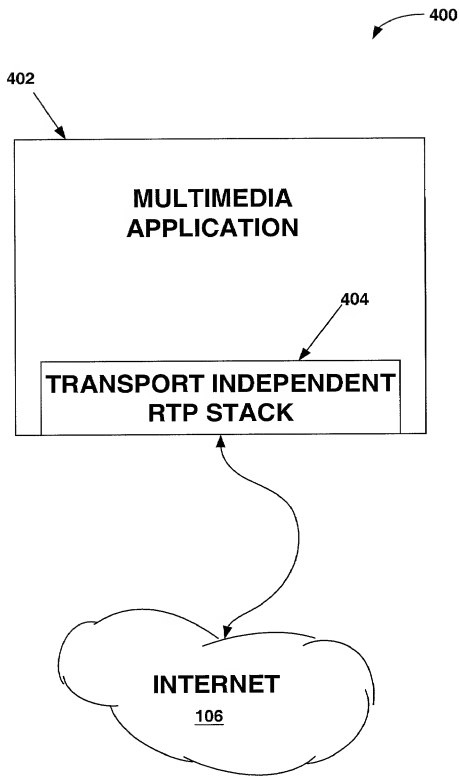 400
402
MULTIMEDIA
APPLICATION
404
TRANSPORT INDEPENDENT
RTP STACK
INTERNET
106